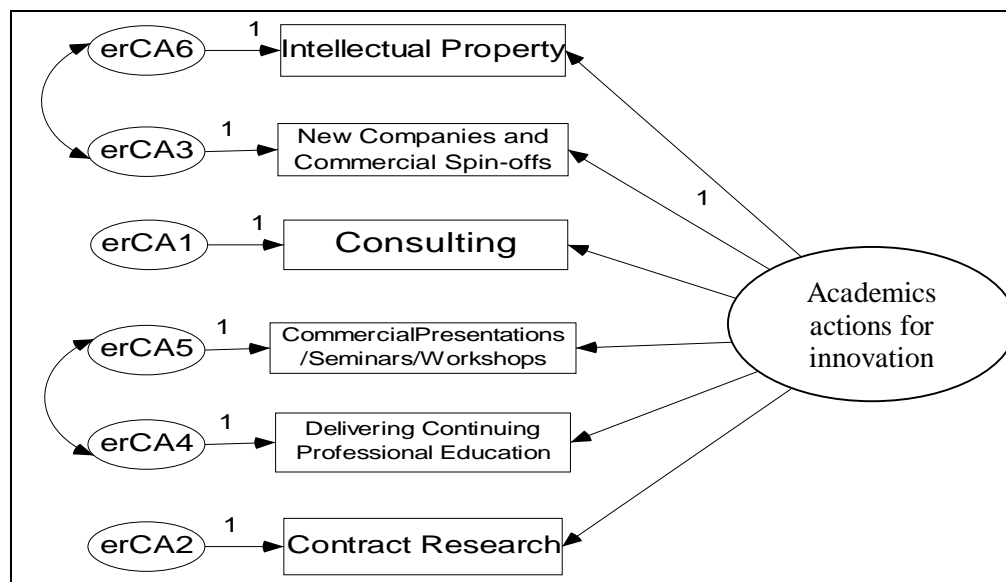 erCA6
1
Intellectual Property
erCA3
1
New Companies and
Commercial Spin-offs
1
erCA1
1
Consulting
erCA5
1
CommercialPresentations
/Seminars/Workshops
erCA4
1
Delivering Continuing
Professional Education
erCA2
1
Contract Research
Academics
actions for
innovation